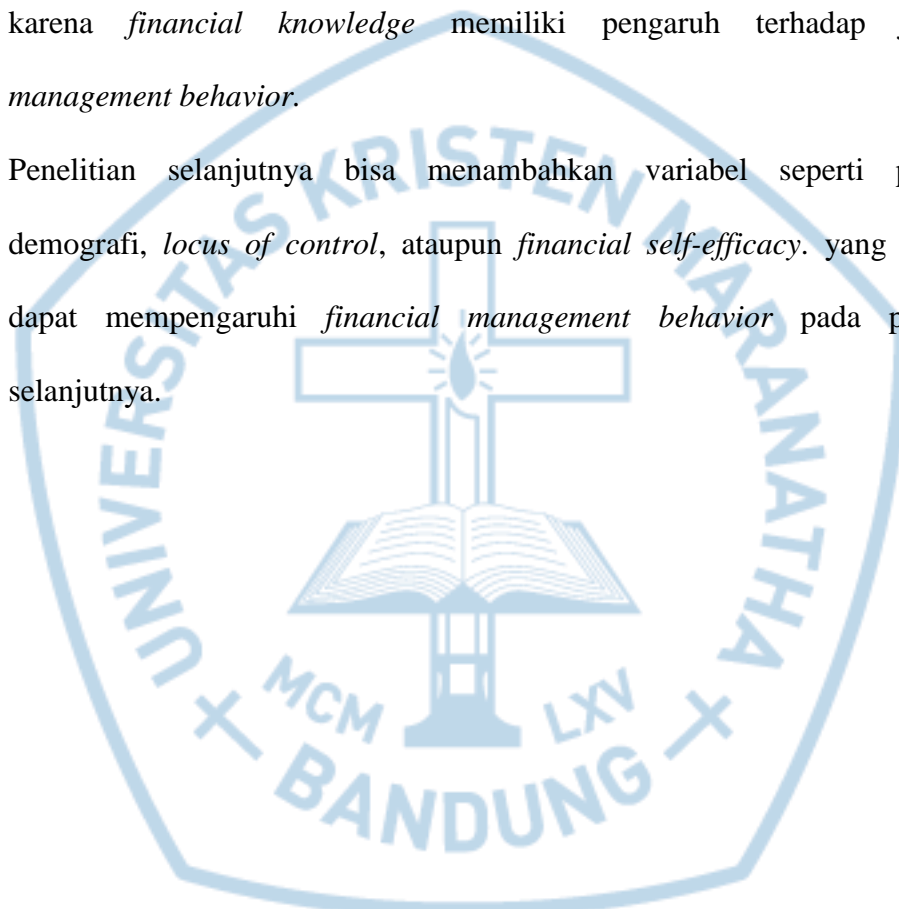 karena financial knowledge memiliki pengaruh terhadap
management behavior.
Penelitian selanjutnya bisa menambahkan variabel seperti
demografi, locus of control, ataupun financial self-efficacy. yang
dapat mempengaruhi financial management behavior pada
selanjutnya.
UNIVERSITAS KRISTEN MARANATHA
MCM LXV
BANDUNG